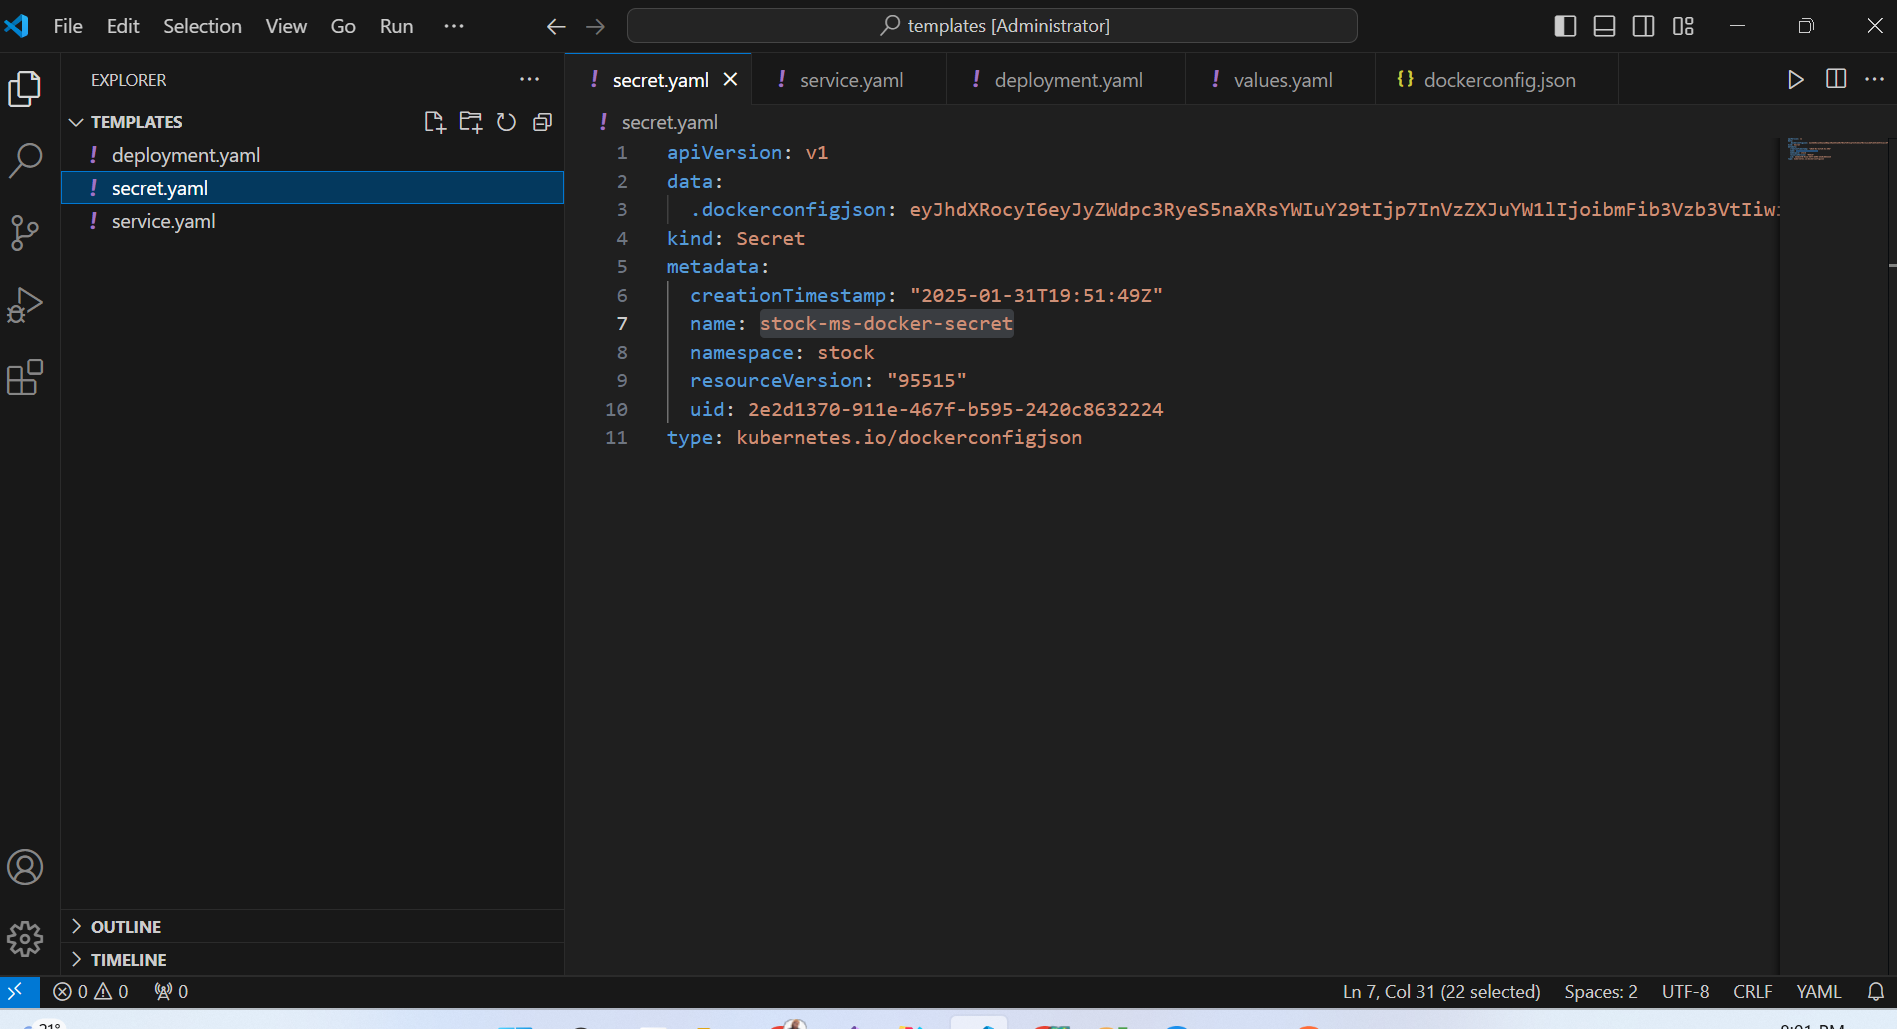 File Edit Selection View Go Run ···
templates [Administrator]
EXPLORER
TEMPLATES
! deployment.yaml
! secret.yaml
! service.yaml
OUTLINE
TIMELINE
! secret.yaml
! service.yaml
! deployment.yaml
! values.yaml
{} dockerconfig.json
! secret.yaml
1 apiVersion: v1
2 data:
3 .dockerconfigjson: eyJhdXRocyI6eyJyZWdpc3RyeS5naXRsYWIuY29tIjp7InVzZXJuYW1lIjoibmFib3Vzb3VtIiwi
4 kind: Secret
5 metadata:
6 creationTimestamp: "2025-01-31T19:51:49Z"
7 name: stock-ms-docker-secret
8 namespace: stock
9 resourceVersion: "95515"
10 uid: 2e2d1370-911e-467f-b595-2420c8632224
11 type: kubernetes.io/dockerconfigjson
0 0 0
Ln 7, Col 31 (22 selected) Spaces: 2 UTF-8 CRLF YAML